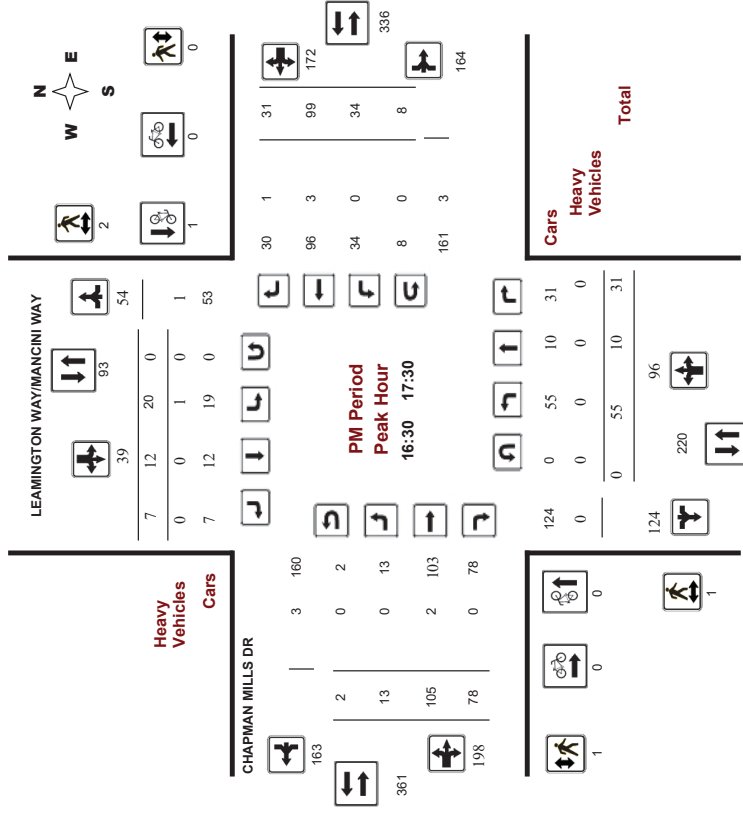 N
W E
S
2
0
1
0
LEAMINGTON WAY/MANCINI WAY
39
93
54
7 12 20 0
0 0 1 0 1
7 12 19 0 53
Heavy
Vehicles
Cars
CHAPMAN MILLS DR
163
361
198
3 160
2 0 2
13 0 13
105 2 103
78 0 78
PM Period
Peak Hour
16:30 17:30
30 1 31
96 3 99
34 0 34
8 0 8
161 3
172
336
164
Cars
Heavy
Vehicles
Total
124 0 55 10 31
0 0 0 0 0
0 55 10 31
124
220
96
0
0
1
1